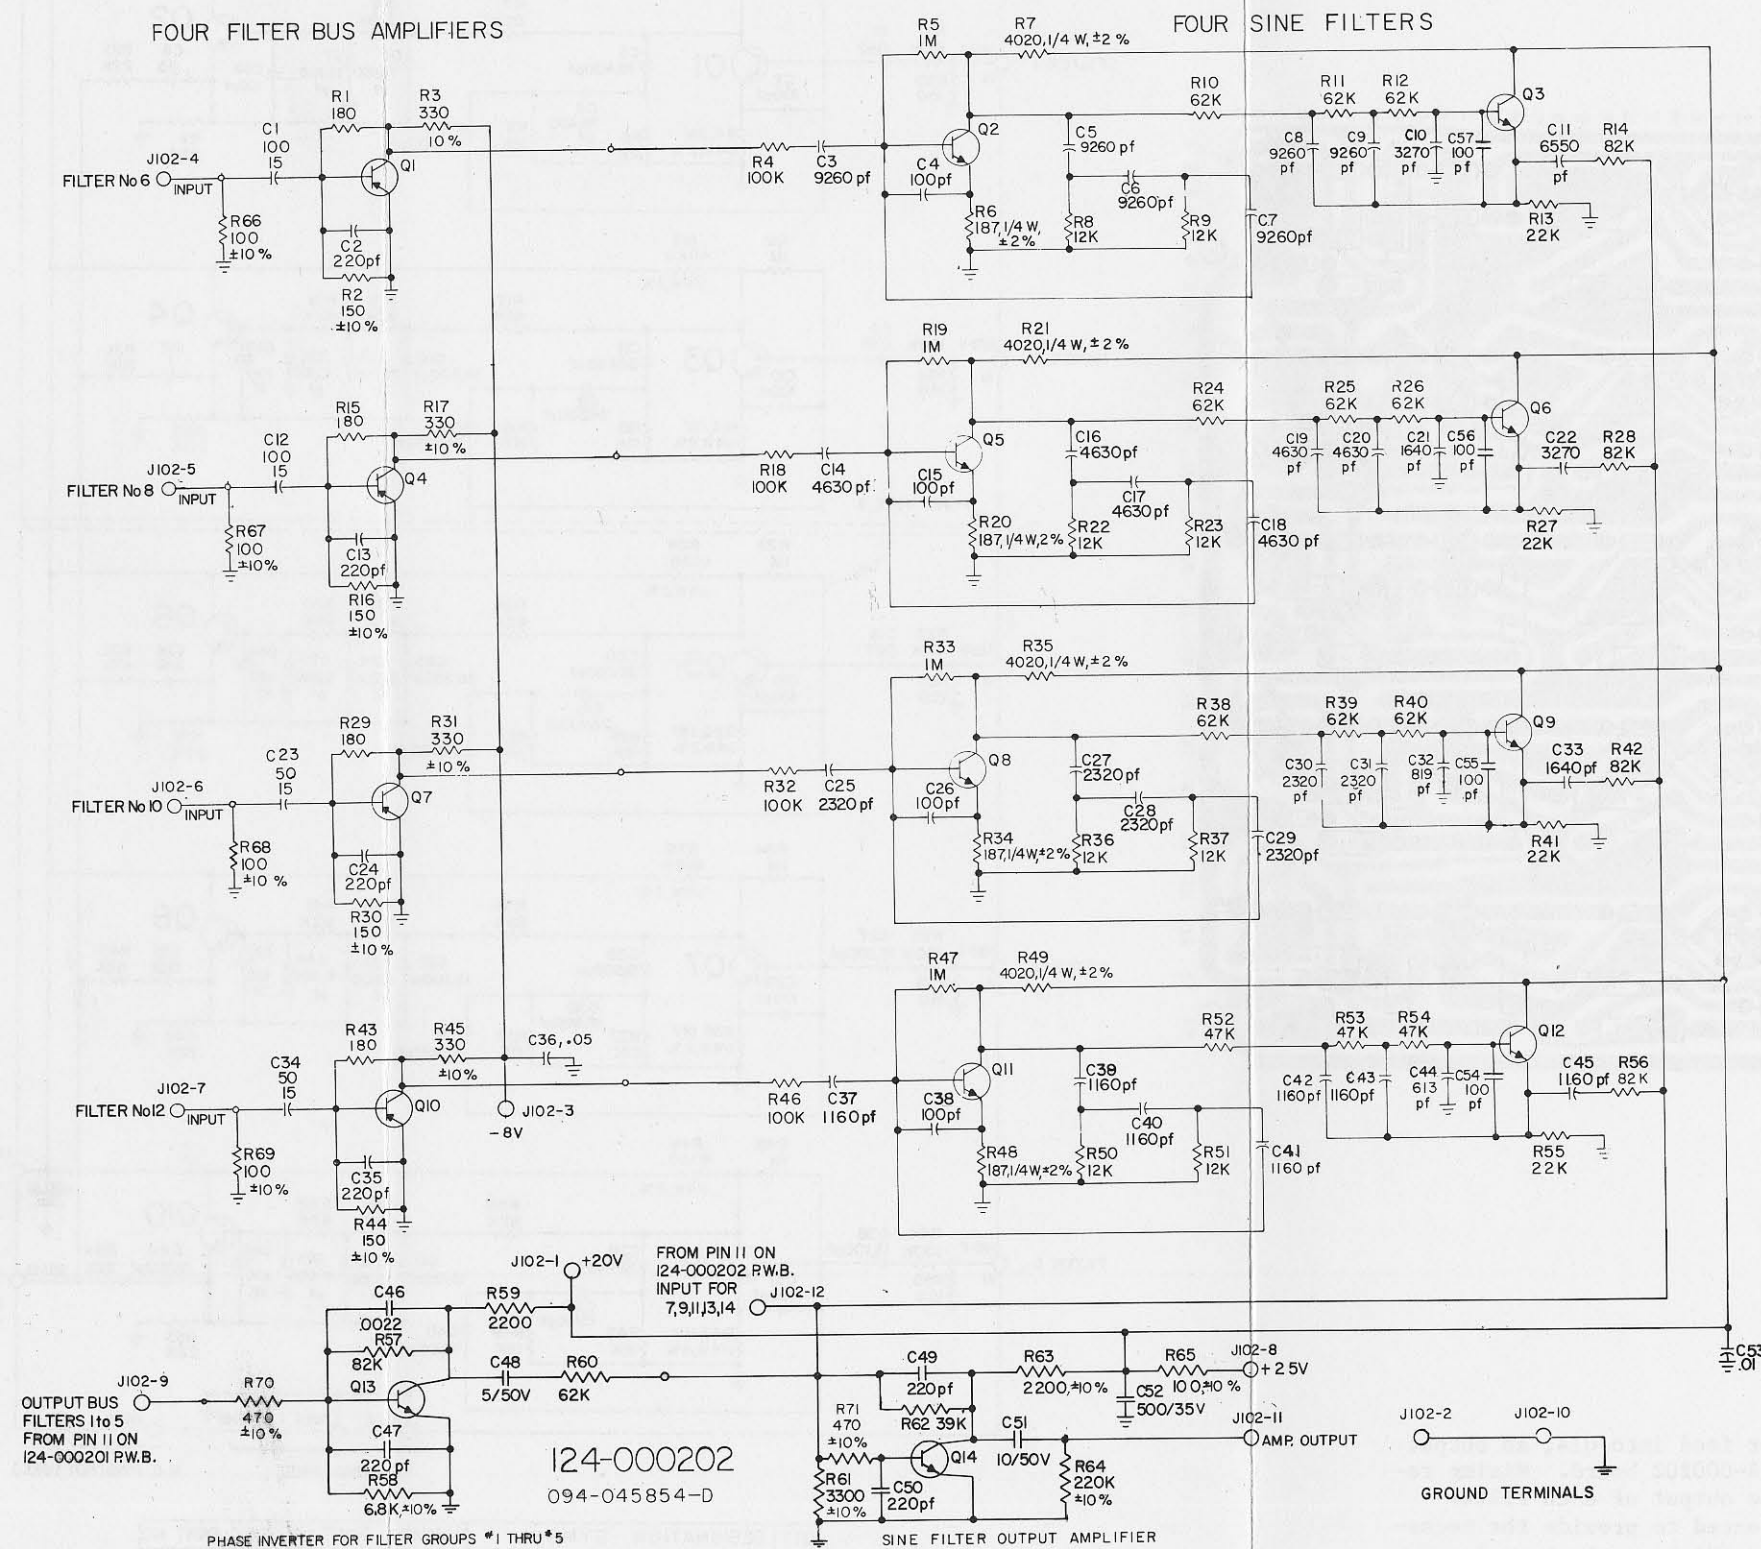 FOUR FILTER BUS AMPLIFIERS
FOUR SINE FILTERS
R1
180
R3
330
10%
C1
100
15
J102-4
FILTER No 6
INPUT
Q1
R66
100
±10%
C2
220pf
R2
150
±10%
R4
100K
C3
9260 pf
R5
1M
R7
4020,1/4 W, ±2 %
Q2
C4
100pf
R6
187,1/4 W,
±2%
C5
9260 pf
C6
9260pf
R8
12K
R9
12K
C7
9260pf
R10
62K
R11
62K
R12
62K
C8
9260
pf
C9
9260
pf
C10
3270
pf
C57
100
pf
Q3
C11
6550
pf
R14
82K
R13
22K
R15
180
R17
330
±10%
C12
100
15
J102-5
FILTER No 8
INPUT
Q4
R67
100
±10%
C13
220pf
R16
150
±10%
R18
100K
C14
4630 pf
R19
1M
R21
4020,1/4 W, ±2%
Q5
C15
100pf
R20
187,1/4W,2%
C16
4630pf
C17
4630pf
R22
12K
R23
12K
C18
4630 pf
R24
62K
R25
62K
R26
62K
C19
4630
pf
C20
4630
pf
C21
1640
pf
C56
100
pf
Q6
C22
3270
R28
82K
R27
22K
R29
180
R31
330
±10%
C23
50
15
J102-6
FILTER No 10
INPUT
Q7
R68
100
±10%
C24
220pf
R30
150
±10%
R32
100K
C25
2320 pf
R33
1M
R35
4020,1/4 W, ±2%
Q8
C26
100pf
R34
187,1/4W,±2%
C27
2320pf
C28
2320pf
R36
12K
R37
12K
C29
2320pf
R38
62K
R39
62K
R40
62K
C30
2320
pf
C31
2320
pf
C32
819
pf
C55
100
pf
Q9
C33
1640pf
R42
82K
R41
22K
R43
180
R45
330
±10%
C36,.05
C34
50
15
J102-7
FILTER No12
INPUT
Q10
J102-3
-8V
R69
100
±10%
C35
220pf
R44
150
±10%
R46
100K
C37
1160pf
R47
1M
R49
4020,1/4 W, ±2%
Q11
C38
100pf
R48
187,1/4W,±2%
C39
1160pf
C40
1160pf
R50
12K
R51
12K
C41
1160 pf
R52
47K
R53
47K
R54
47K
C42
1160pf
C43
1160pf
C44
613
pf
C54
100
pf
Q12
C45
1160pf
R56
82K
R55
22K
J102-1
+20V
FROM PIN 11 ON
124-000202 P.W.B.
INPUT FOR
7,9,11,13,14
J102-12
C46
.0022
R59
2200
R57
82K
J102-9
OUTPUT BUS
FILTERS 1to 5
FROM PIN 11 ON
124-000201 P.W.B.
R70
470
±10%
Q13
C48
5/50V
R60
62K
C47
220 pf
R58
6.8K,±10%
124-000202
094-045854-D
PHASE INVERTER FOR FILTER GROUPS #1 THRU #5
C49
220pf
R62 39K
R63
2200,±10%
R65
100,±10%
J102-8
+25V
C52
500/35V
C53
.01
R71
470
±10%
R61
3300
±10%
C50
220pf
Q14
C51
10/50V
R64
220K
±10%
J102-11
AMP. OUTPUT
SINE FILTER OUTPUT AMPLIFIER
J102-2
J102-10
GROUND TERMINALS